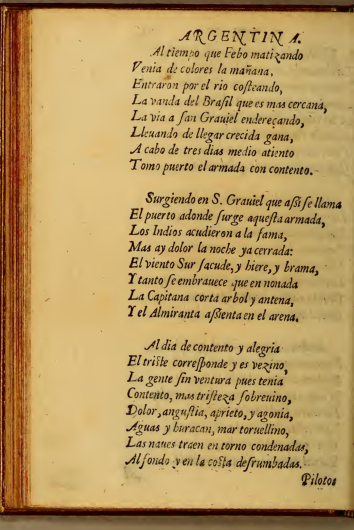 ARGENTINA.
Al tiempo que Febo matizando
Venia de colores la mañana,
Entraron por el rio costeando,
La vanda del Brasil que es mas cercana,
La via a san Grauiel endereçando,
Lleuando de llegar crecida gana,
A cabo de tres dias medio atiento
Tomo puerto el armada con contento.
Surgiendo en S. Grauiel que assi se llama
El puerto adonde surge aquesta armada,
Los Indios acudieron a la fama,
Mas ay dolor la noche ya cerrada:
El viento Sur sacude, y hiere, y brama,
Y tanto se embrauece que en nonada
La Capitana corta arbol y antena,
Y el Almiranta assienta en el arena.
Al dia de contento y alegria
El triste corresponde y es vezino,
La gente sin ventura pues tenia
Contento, mas tristeza sobreuino,
Dolor, angustia, aprieto, y agonia,
Aguas y huracan, mar toruellino,
Las naues traen en torno condenadas,
Al fondo y en la costa desrumbadas.
Pilotos